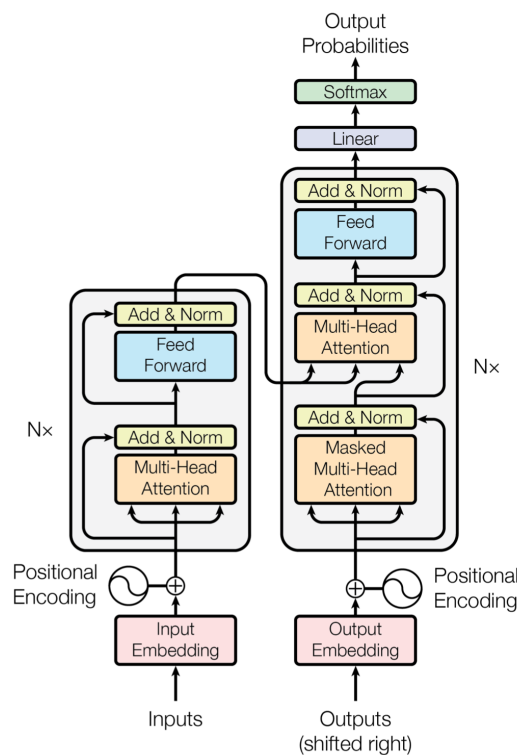 Output
Probabilities
Softmax
Linear
Add & Norm
Feed
Forward
Add & Norm
Multi-Head
Attention
Add & Norm
Masked
Multi-Head
Attention
N×
Add & Norm
Feed
Forward
Add & Norm
Multi-Head
Attention
N×
Positional
Encoding
Positional
Encoding
Input
Embedding
Output
Embedding
Inputs
Outputs
(shifted right)